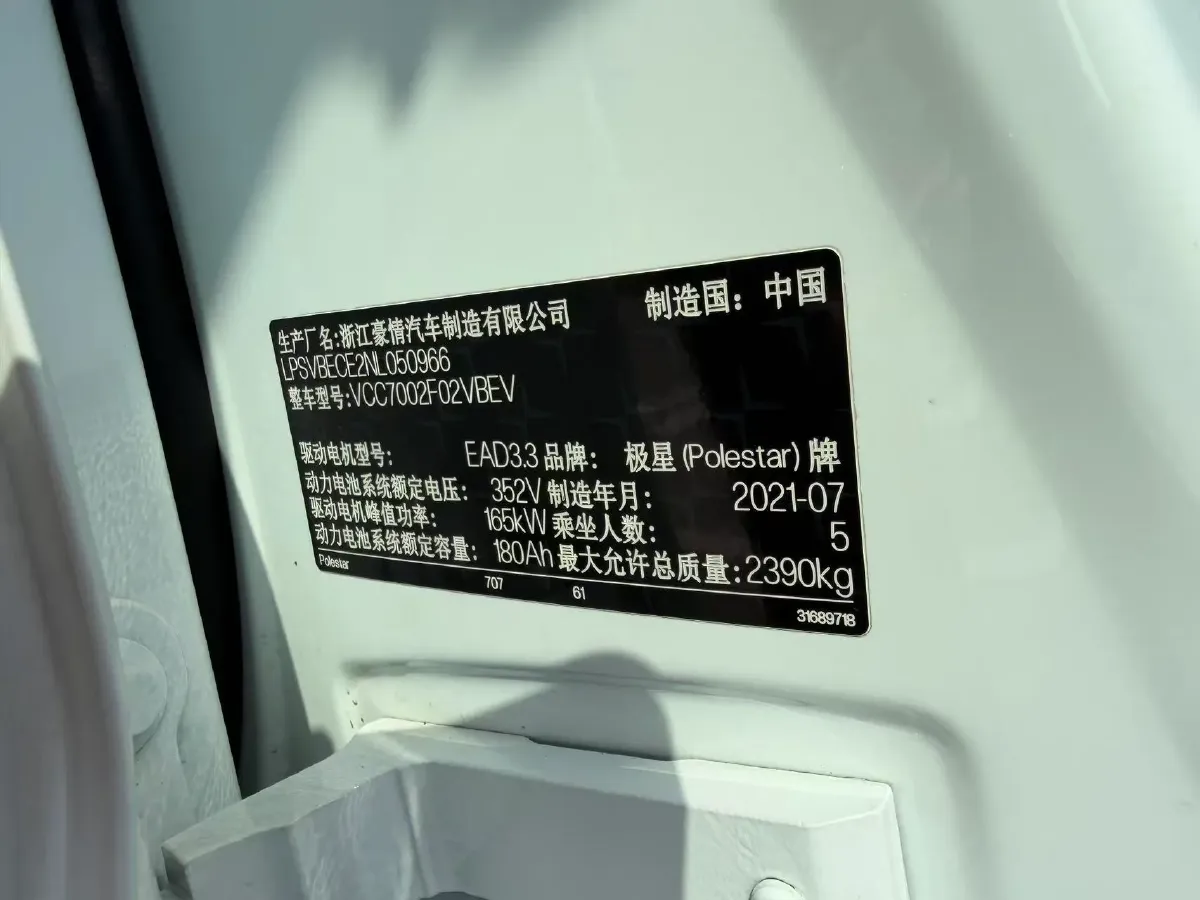 生产厂名:浙江豪情汽车制造有限公司 制造国: 中国
LPSVBECE2NL050966
整车型号:VCC7002F02VBEV
驱动电机型号: EAD3.3 品牌: 极星(Polestar)牌
动力电池系统额定电压: 352V 制造年月: 2021-07
驱动电机峰值功率: 165kW 乘坐人数: 5
动力电池系统额定容量: 180Ah 最大允许总质量:2390kg
Polestar 707 61 31689718